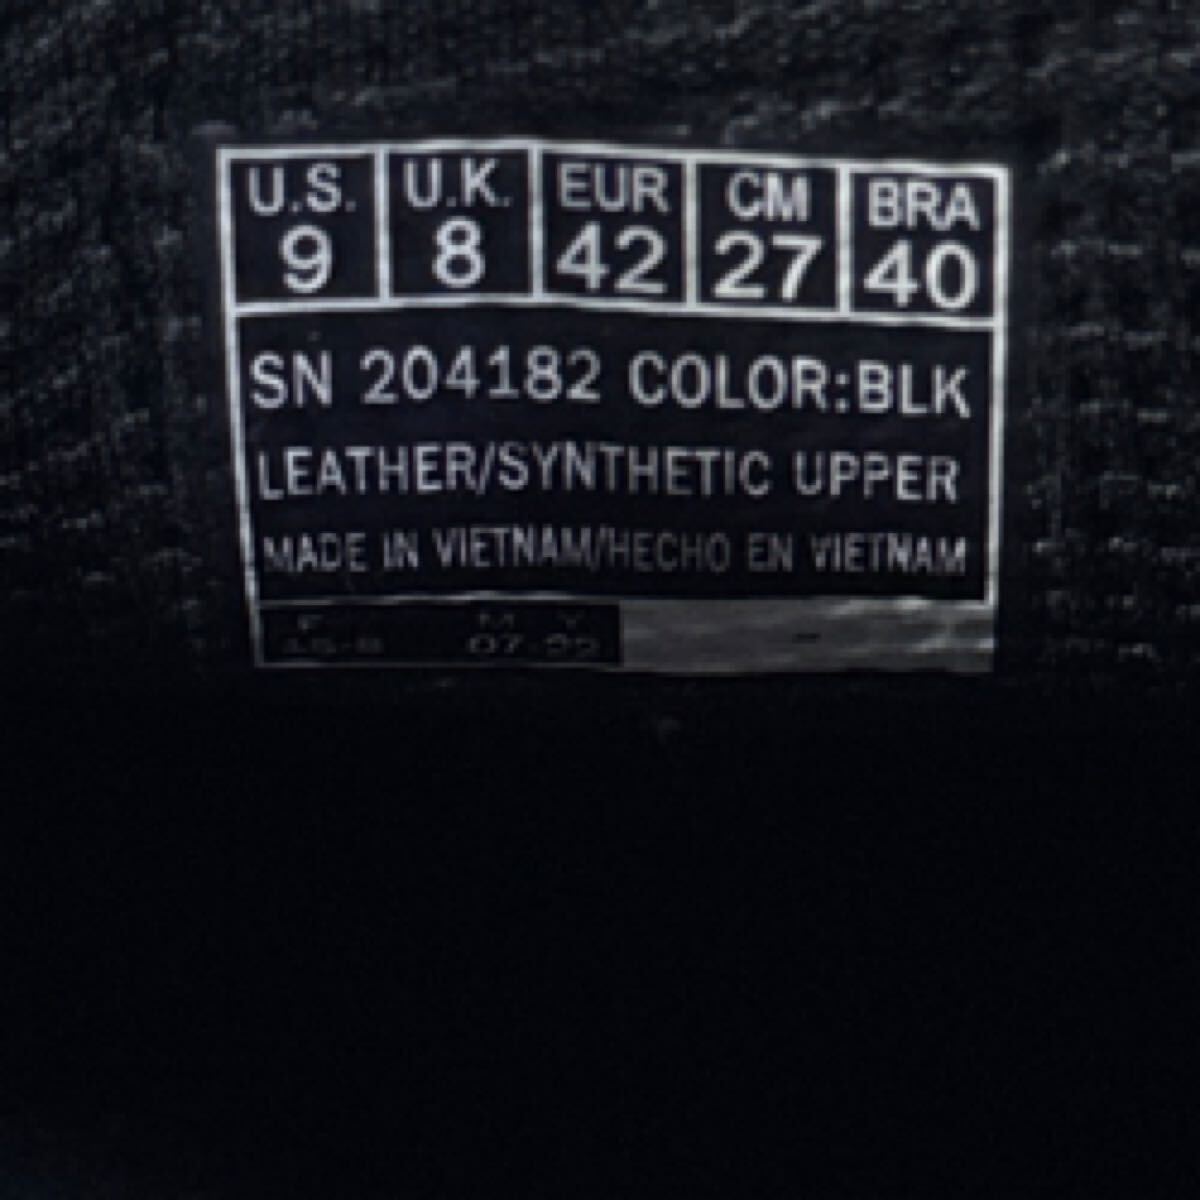 U.S. U.K. EUR CM BRA
9 8 42 27 40
SN 204182 COLOR:BLK
LEATHER/SYNTHETIC UPPER
MADE IN VIETNAM/HECHO EN VIETNAM
F M Y